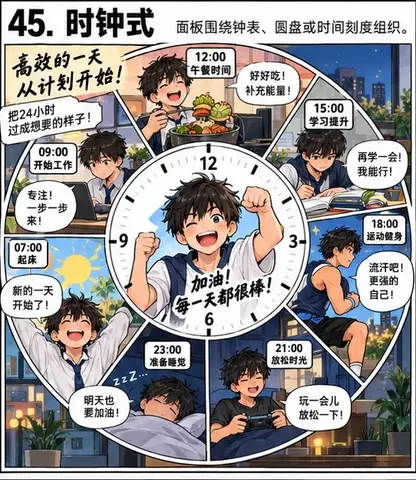 45. 时钟式
面板围绕钟表、圆盘或时间刻度组织。
高效的一天
从计划开始！
把24小时
过成想要的样子！
12:00
午餐时间
好好吃！
补充能量！
15:00
学习提升
再学一会！
我能行！
18:00
运动健身
流汗吧！
更强的
自己！
21:00
放松时光
玩一会儿
放松一下！
23:00
准备睡觉
zzZ...
明天也
要加油！
07:00
起床
新的一天
开始了！
09:00
开始工作
专注！
一步一步
来！
12
3
6
9
加油！
每一天都很棒！